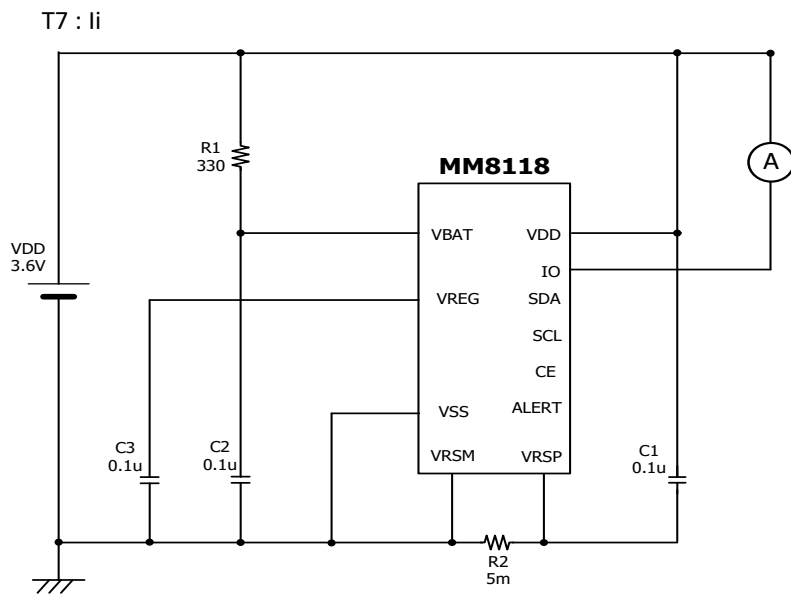 T7 : Ii
R1
330
MM8118
A
VBAT
VDD
VDD
3.6V
IO
VREG
SDA
SCL
CE
VSS
ALERT
C3
0.1u
C2
0.1u
VRSM
VRSP
C1
0.1u
R2
5m